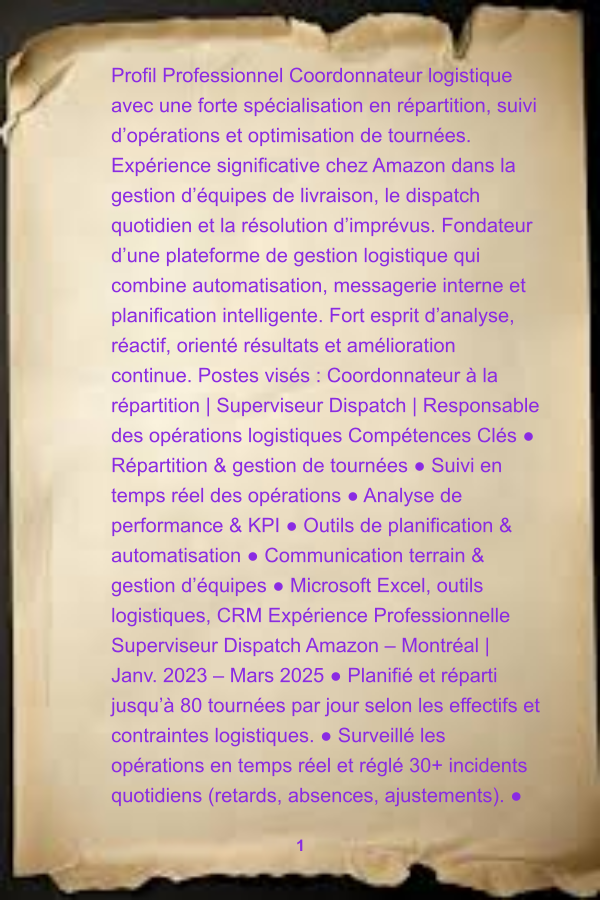 Profil Professionnel Coordonnateur logistique
avec une forte spécialisation en répartition, suivi
d’opérations et optimisation de tournées.
Expérience significative chez Amazon dans la
gestion d’équipes de livraison, le dispatch
quotidien et la résolution d’imprévus. Fondateur
d’une plateforme de gestion logistique qui
combine automatisation, messagerie interne et
planification intelligente. Fort esprit d’analyse,
réactif, orienté résultats et amélioration
continue. Postes visés : Coordonnateur à la
répartition | Superviseur Dispatch | Responsable
des opérations logistiques Compétences Clés ●
Répartition & gestion de tournées ● Suivi en
temps réel des opérations ● Analyse de
performance & KPI ● Outils de planification &
automatisation ● Communication terrain &
gestion d’équipes ● Microsoft Excel, outils
logistiques, CRM Expérience Professionnelle
Superviseur Dispatch Amazon – Montréal |
Janv. 2023 – Mars 2025 ● Planifié et réparti
jusqu’à 80 tournées par jour selon les effectifs et
contraintes logistiques. ● Surveillé les
opérations en temps réel et réglé 30+ incidents
quotidiens (retards, absences, ajustements). ●
1